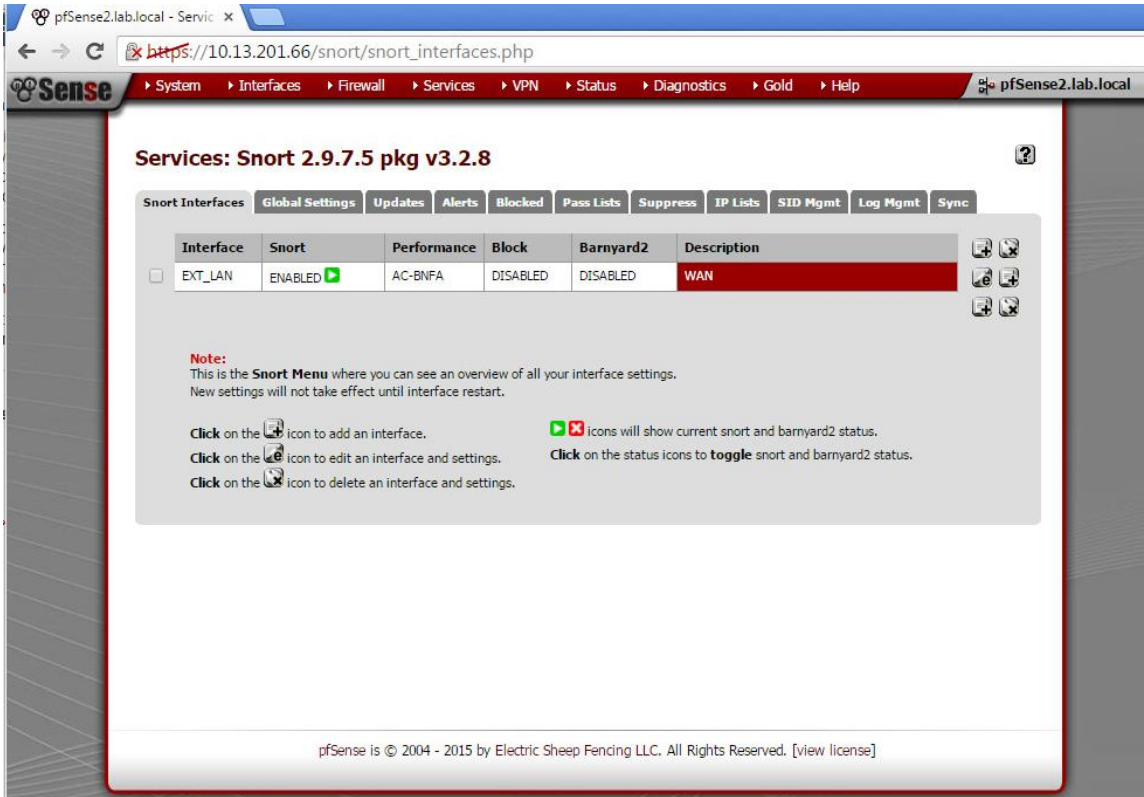 pfSense2.lab.local - Servic
https://10.13.201.66/snort/snort_interfaces.php
Sense System Interfaces Firewall Services VPN Status Diagnostics Gold Help pfSense2.lab.local
Services: Snort 2.9.7.5 pkg v3.2.8
Snort Interfaces Global Settings Updates Alerts Blocked Pass Lists Suppress IP Lists SID Mgmt Log Mgmt Sync
Interface Snort Performance Block Barnyard2 Description
EXT_LAN ENABLED AC-BNFA DISABLED DISABLED WAN
Note:
This is the Snort Menu where you can see an overview of all your interface settings.
New settings will not take effect until interface restart.
Click on the icon to add an interface.
Click on the icon to edit an interface and settings.
Click on the icon to delete an interface and settings.
icons will show current snort and barnyard2 status.
Click on the status icons to toggle snort and barnyard2 status.
pfSense is © 2004 - 2015 by Electric Sheep Fencing LLC. All Rights Reserved. [view license]